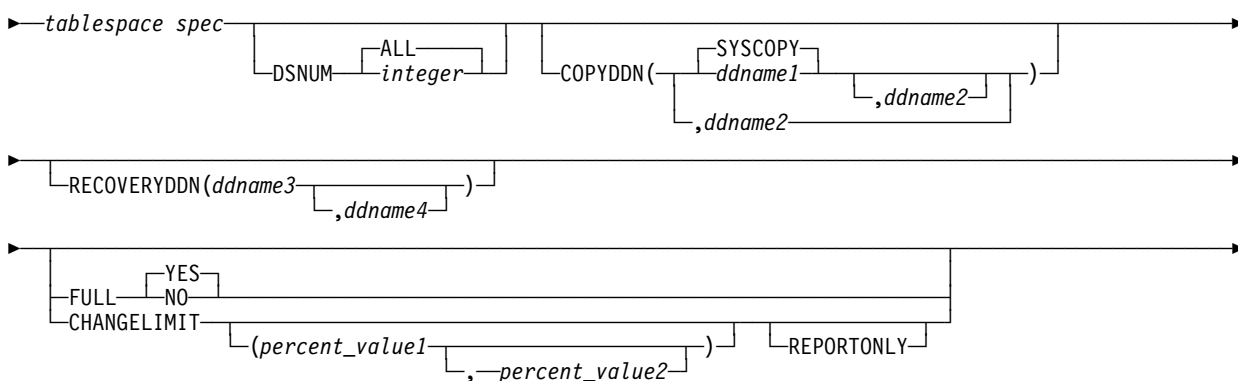 tablespace spec
DSNUM ALL
integer
COPYDDN( SYSCOPY )
ddname1
,ddname2
,ddname2
RECOVERYDDN(ddname3 )
,ddname4
FULL YES
NO
CHANGELIMIT
(percent_value1 )
, percent_value2
REPORTONLY